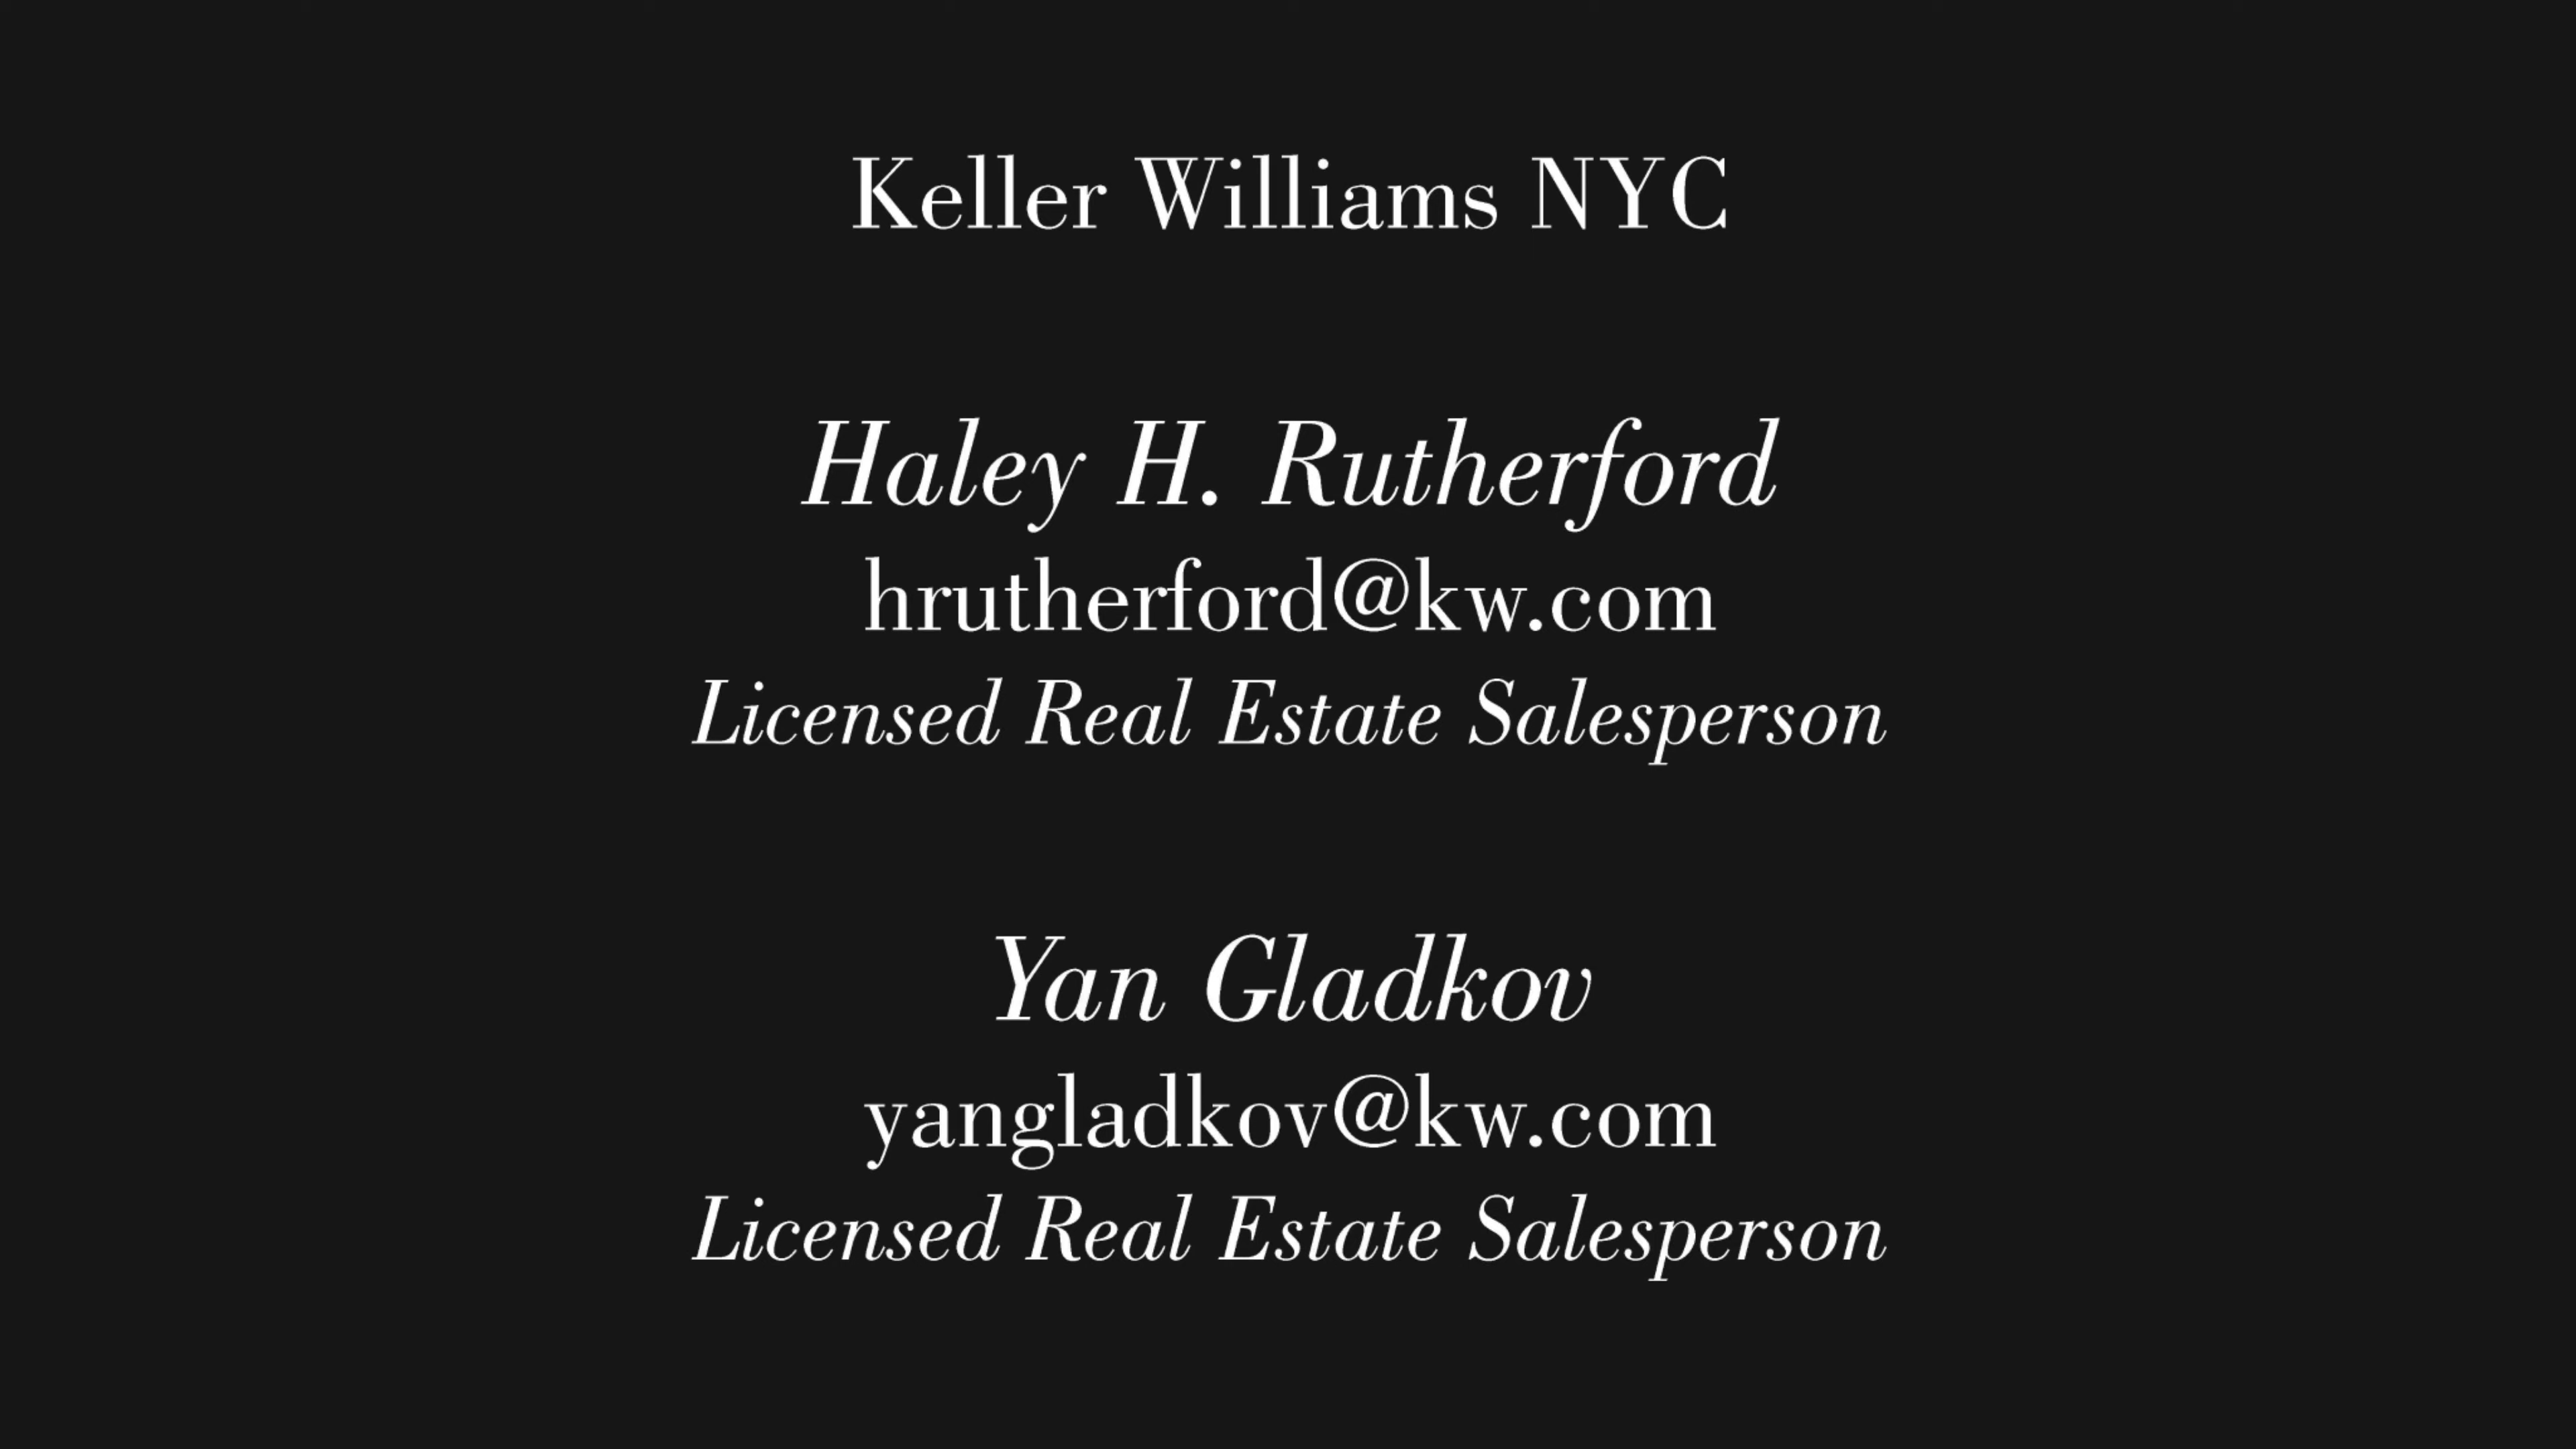 Keller Williams NYC
Haley H. Rutherford
hrutherford@kw.com
Licensed Real Estate Salesperson
Yan Gladkov
yangladkov@kw.com
Licensed Real Estate Salesperson